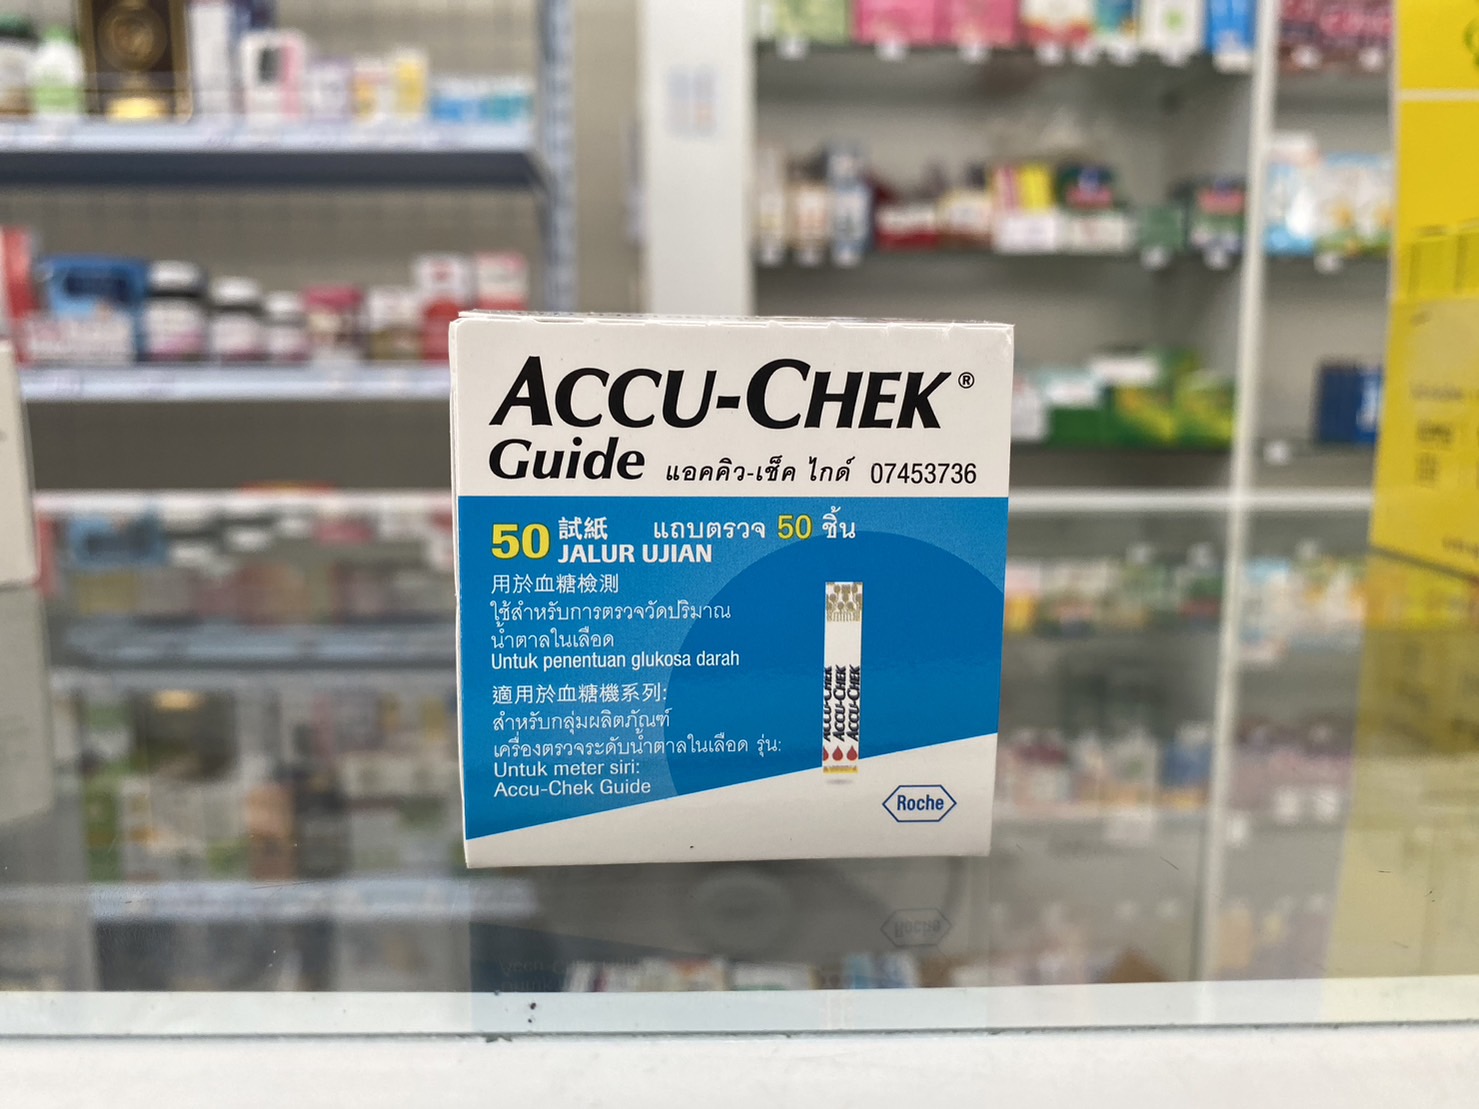 ACCU-CHEK®
Guide แอคคิว-เช็ค ไกด์ 07453736
50 試紙 แถบตรวจ 50 ชิ้น
JALUR UJIAN
用於血糖檢測
ใช้สำหรับการตรวจวัดปริมาณ
น้ำตาลในเลือด
Untuk penentuan glukosa darah
適用於血糖機系列:
สำหรับกลุ่มผลิตภัณฑ์
เครื่องตรวจระดับน้ำตาลในเลือด รุ่น:
Untuk meter siri:
Accu-Chek Guide
ACCU-CHEK
ACCU-CHEK
ACCU-CHEK
Roche